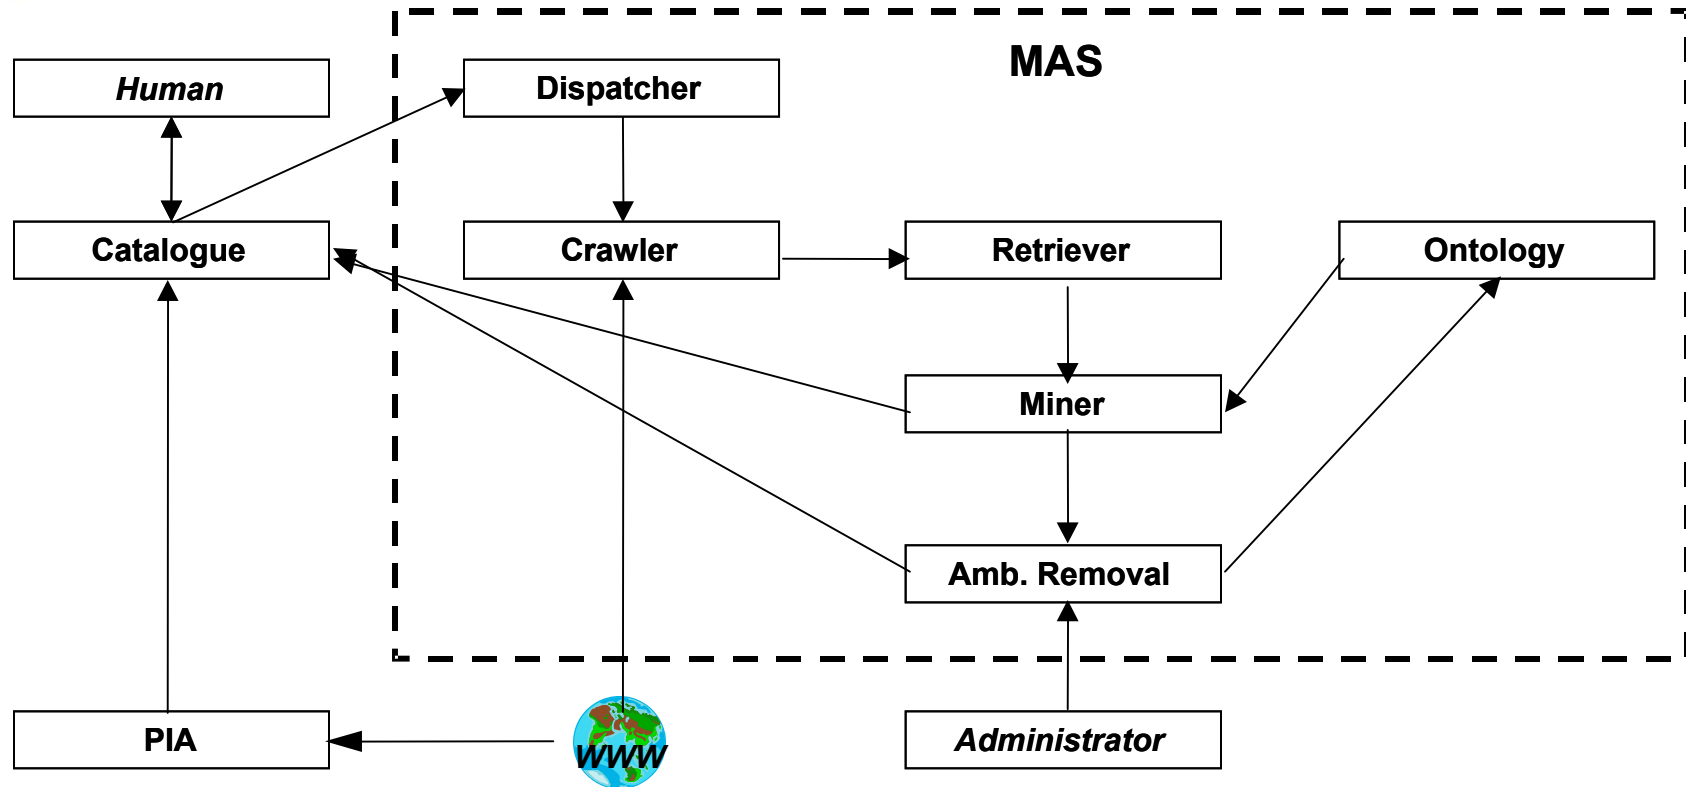 MAS
Human
Dispatcher
Catalogue
Crawler
Retriever
Ontology
Miner
Amb. Removal
PIA
WWW
Administrator